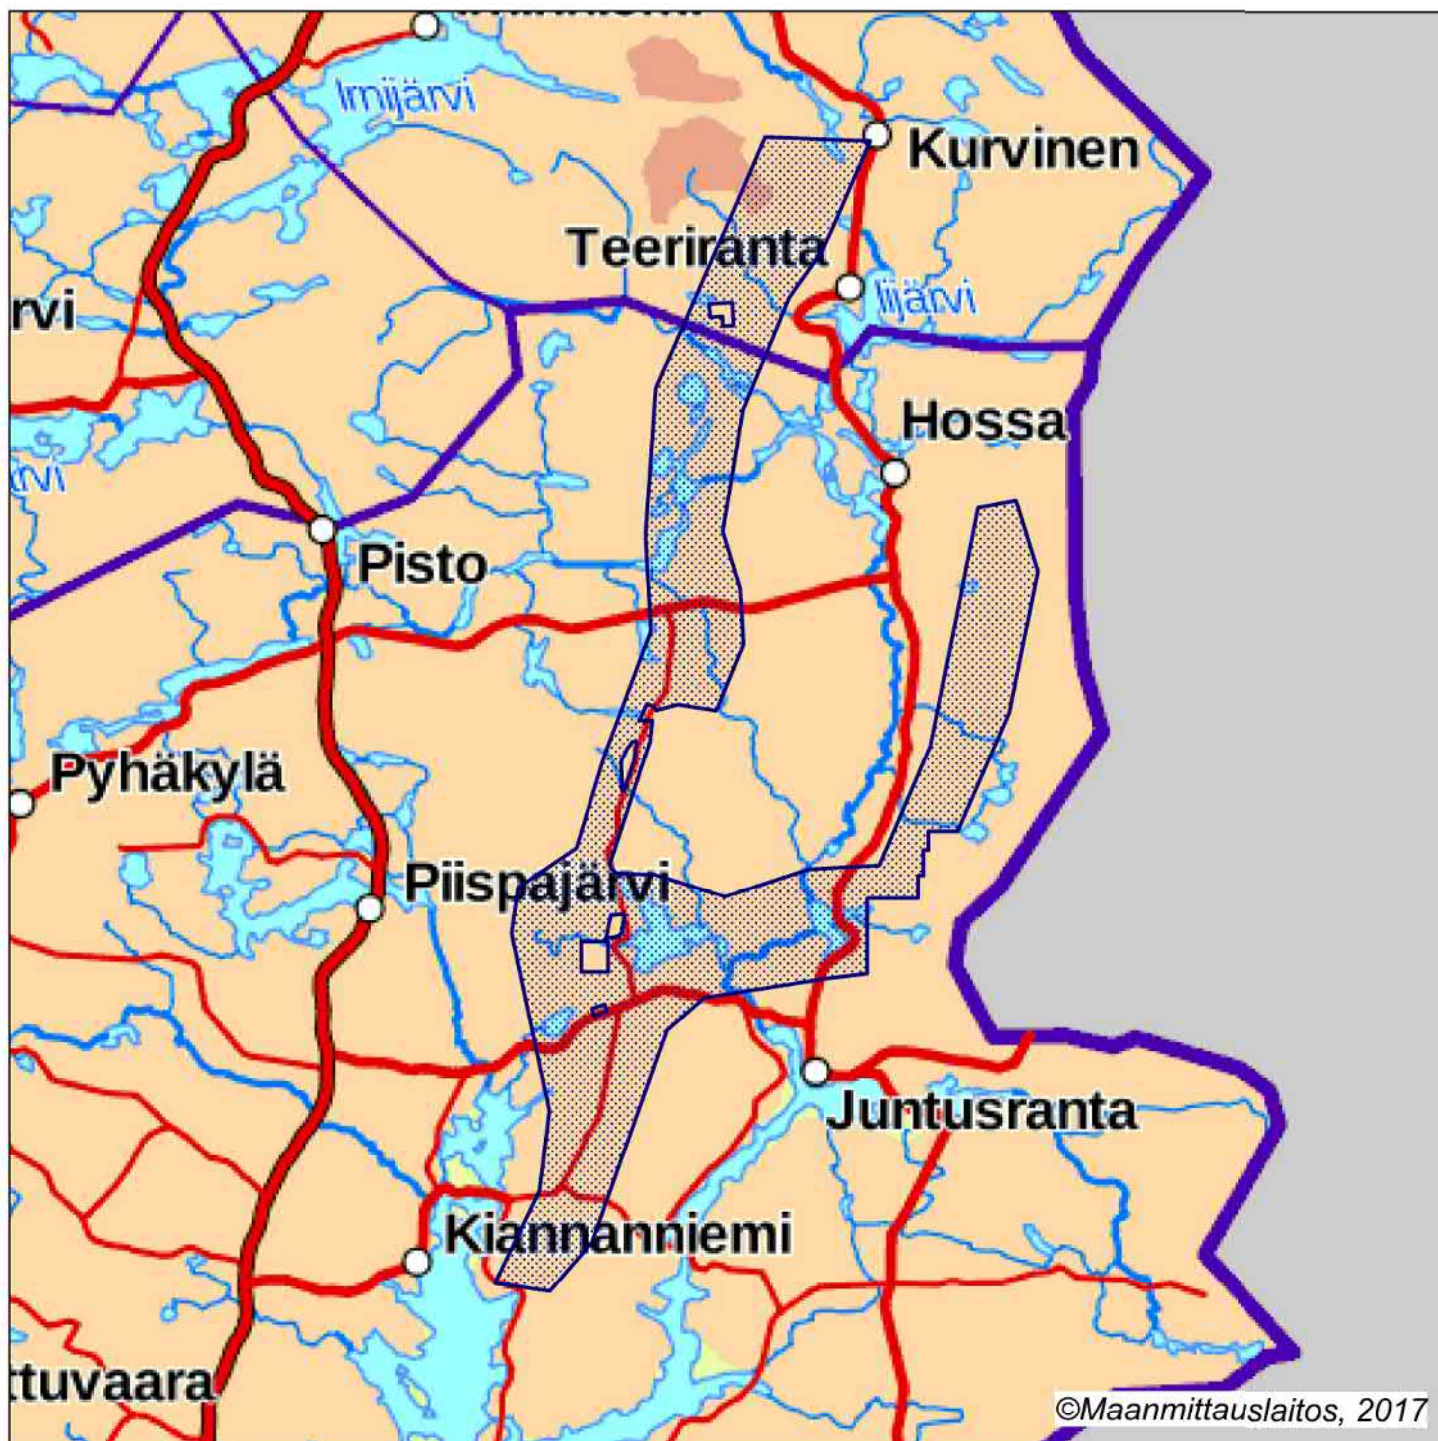 Irnijärvi
Kurvinen
Teeriranta
Iijärvi
rvi
Hossa
rvi
Pisto
Pyhäkylä
Piispajärvi
Juntusranta
Kiannanniemi
ttuvaara
©Maanmittauslaitos, 2017